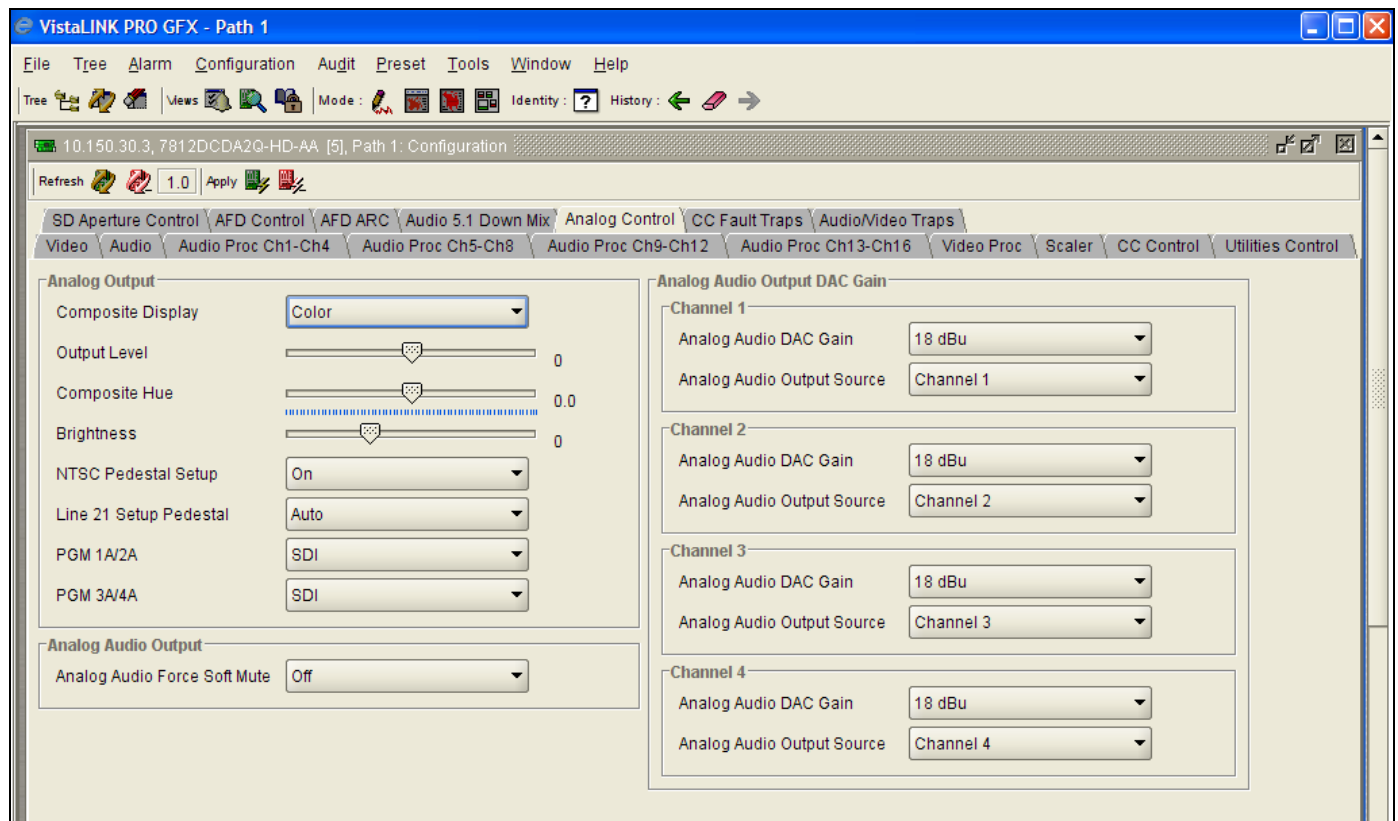 VistaLINK PRO GFX - Path 1
File Tree Alarm Configuration Audit Preset Tools Window Help
Tree Views Mode : Identity : ? History :
10.150.30.3, 7812DCDA2Q-HD-AA [5], Path 1: Configuration
Refresh 1.0 Apply
SD Aperture Control AFD Control AFD ARC Audio 5.1 Down Mix Analog Control CC Fault Traps Audio/Video Traps
Video Audio Audio Proc Ch1-Ch4 Audio Proc Ch5-Ch8 Audio Proc Ch9-Ch12 Audio Proc Ch13-Ch16 Video Proc Scaler CC Control Utilities Control
Analog Output
Composite Display Color
Output Level 0
Composite Hue 0.0
Brightness 0
NTSC Pedestal Setup On
Line 21 Setup Pedestal Auto
PGM 1A/2A SDI
PGM 3A/4A SDI
Analog Audio Output
Analog Audio Force Soft Mute Off
Analog Audio Output DAC Gain
Channel 1
Analog Audio DAC Gain 18 dBu
Analog Audio Output Source Channel 1
Channel 2
Analog Audio DAC Gain 18 dBu
Analog Audio Output Source Channel 2
Channel 3
Analog Audio DAC Gain 18 dBu
Analog Audio Output Source Channel 3
Channel 4
Analog Audio DAC Gain 18 dBu
Analog Audio Output Source Channel 4